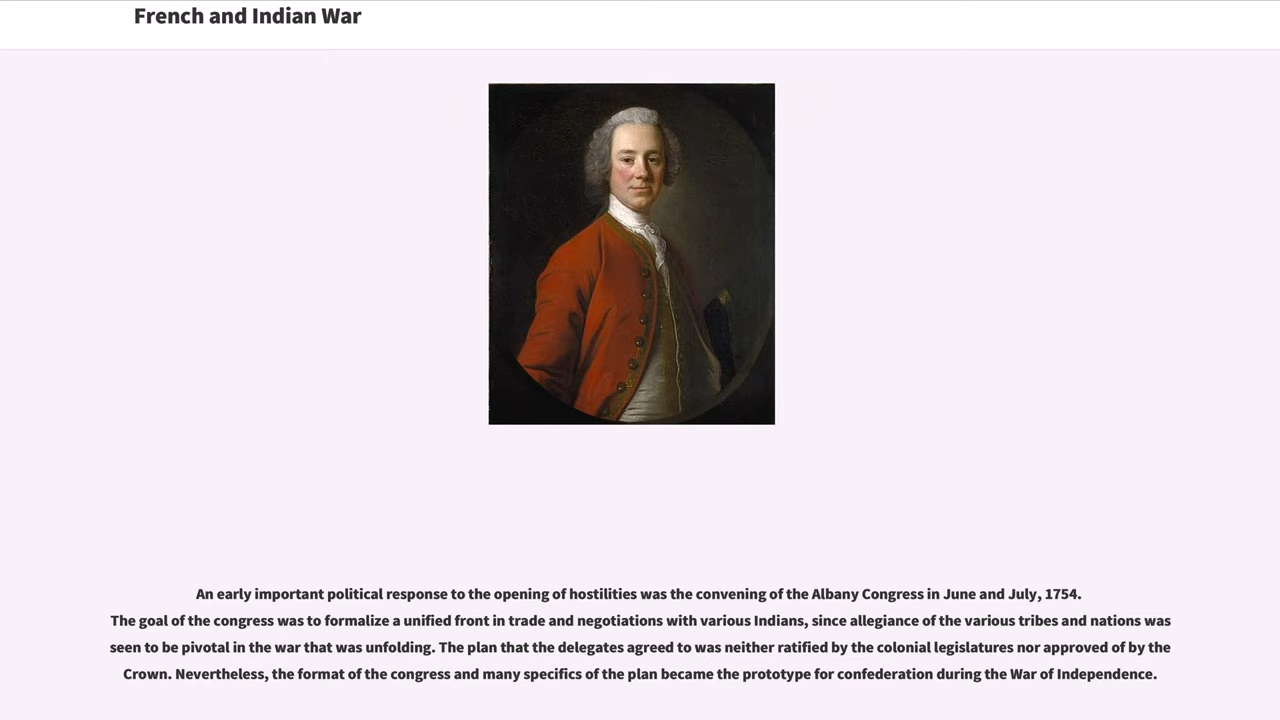 French and Indian War
An early important political response to the opening of hostilities was the convening of the Albany Congress in June and July, 1754.
The goal of the congress was to formalize a unified front in trade and negotiations with various Indians, since allegiance of the various tribes and nations was
seen to be pivotal in the war that was unfolding. The plan that the delegates agreed to was neither ratified by the colonial legislatures nor approved of by the
Crown. Nevertheless, the format of the congress and many specifics of the plan became the prototype for confederation during the War of Independence.